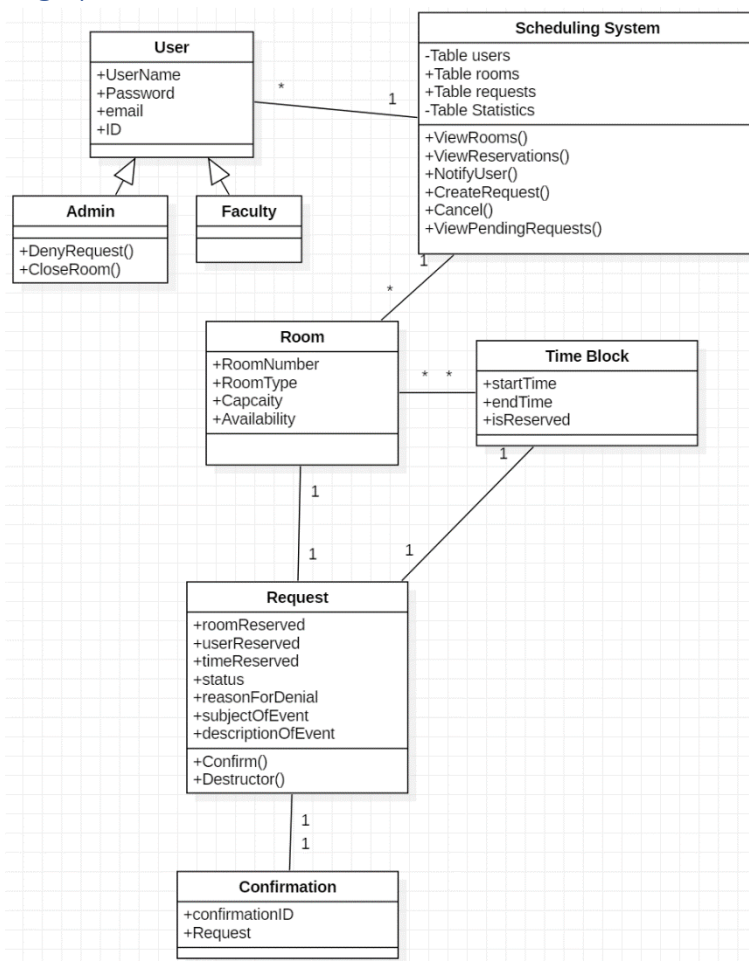 User
+UserName
+Password
+email
+ID
Scheduling System
-Table users
+Table rooms
+Table requests
-Table Statistics
+ViewRooms()
+ViewReservations()
+NotifyUser()
+CreateRequest()
+Cancel()
+ViewPendingRequests()
*
1
Admin
+DenyRequest()
+CloseRoom()
Faculty
1
*
Room
+RoomNumber
+RoomType
+Capcaity
+Availability
* *
Time Block
+startTime
+endTime
+isReserved
1
1
1
1
Request
+roomReserved
+userReserved
+timeReserved
+status
+reasonForDenial
+subjectOfEvent
+descriptionOfEvent
+Confirm()
+Destructor()
1
1
Confirmation
+confirmationID
+Request